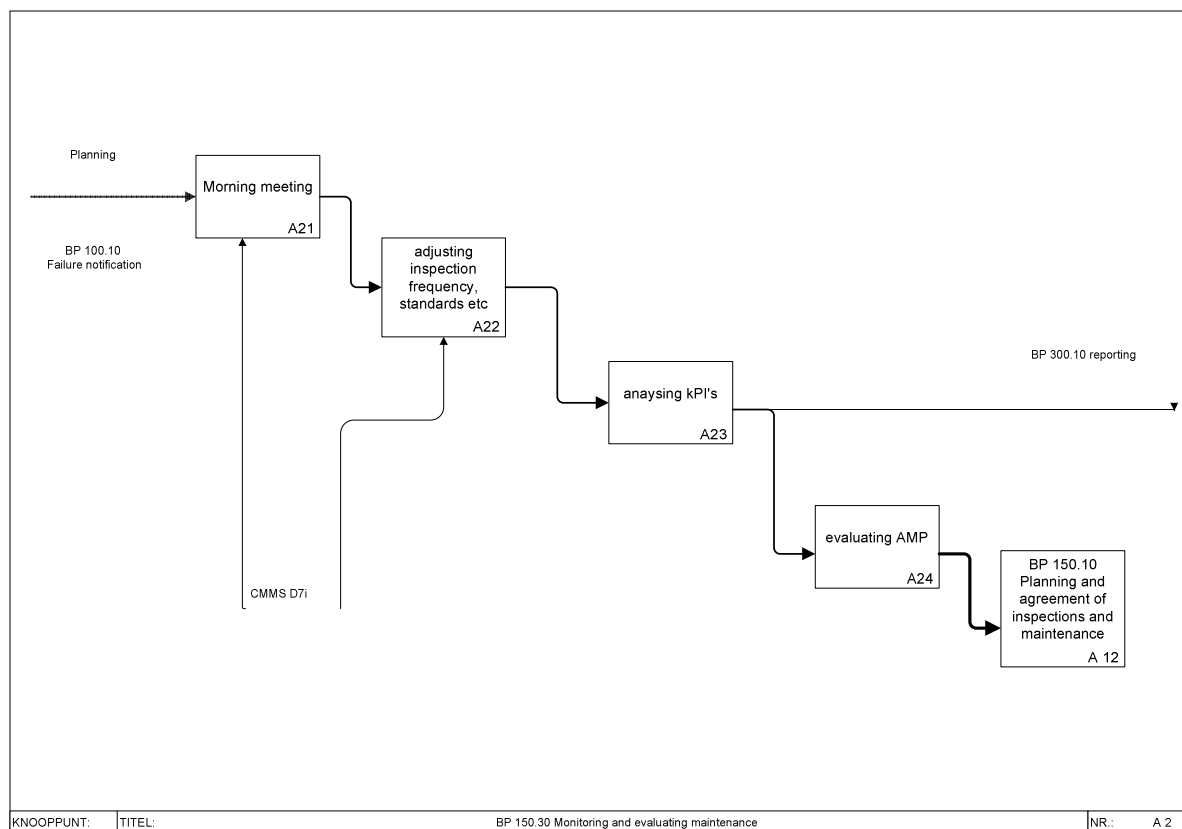 Planning
BP 100.10
Failure notification
Morning meeting
A21
adjusting
inspection
frequency,
standards etc
A22
CMMS D7i
anaysing kPI's
A23
BP 300.10 reporting
evaluating AMP
A24
BP 150.10
Planning and
agreement of
inspections and
maintenance
A 12
KNOOPPUNT: TITEL: BP 150.30 Monitoring and evaluating maintenance NR.: A 2